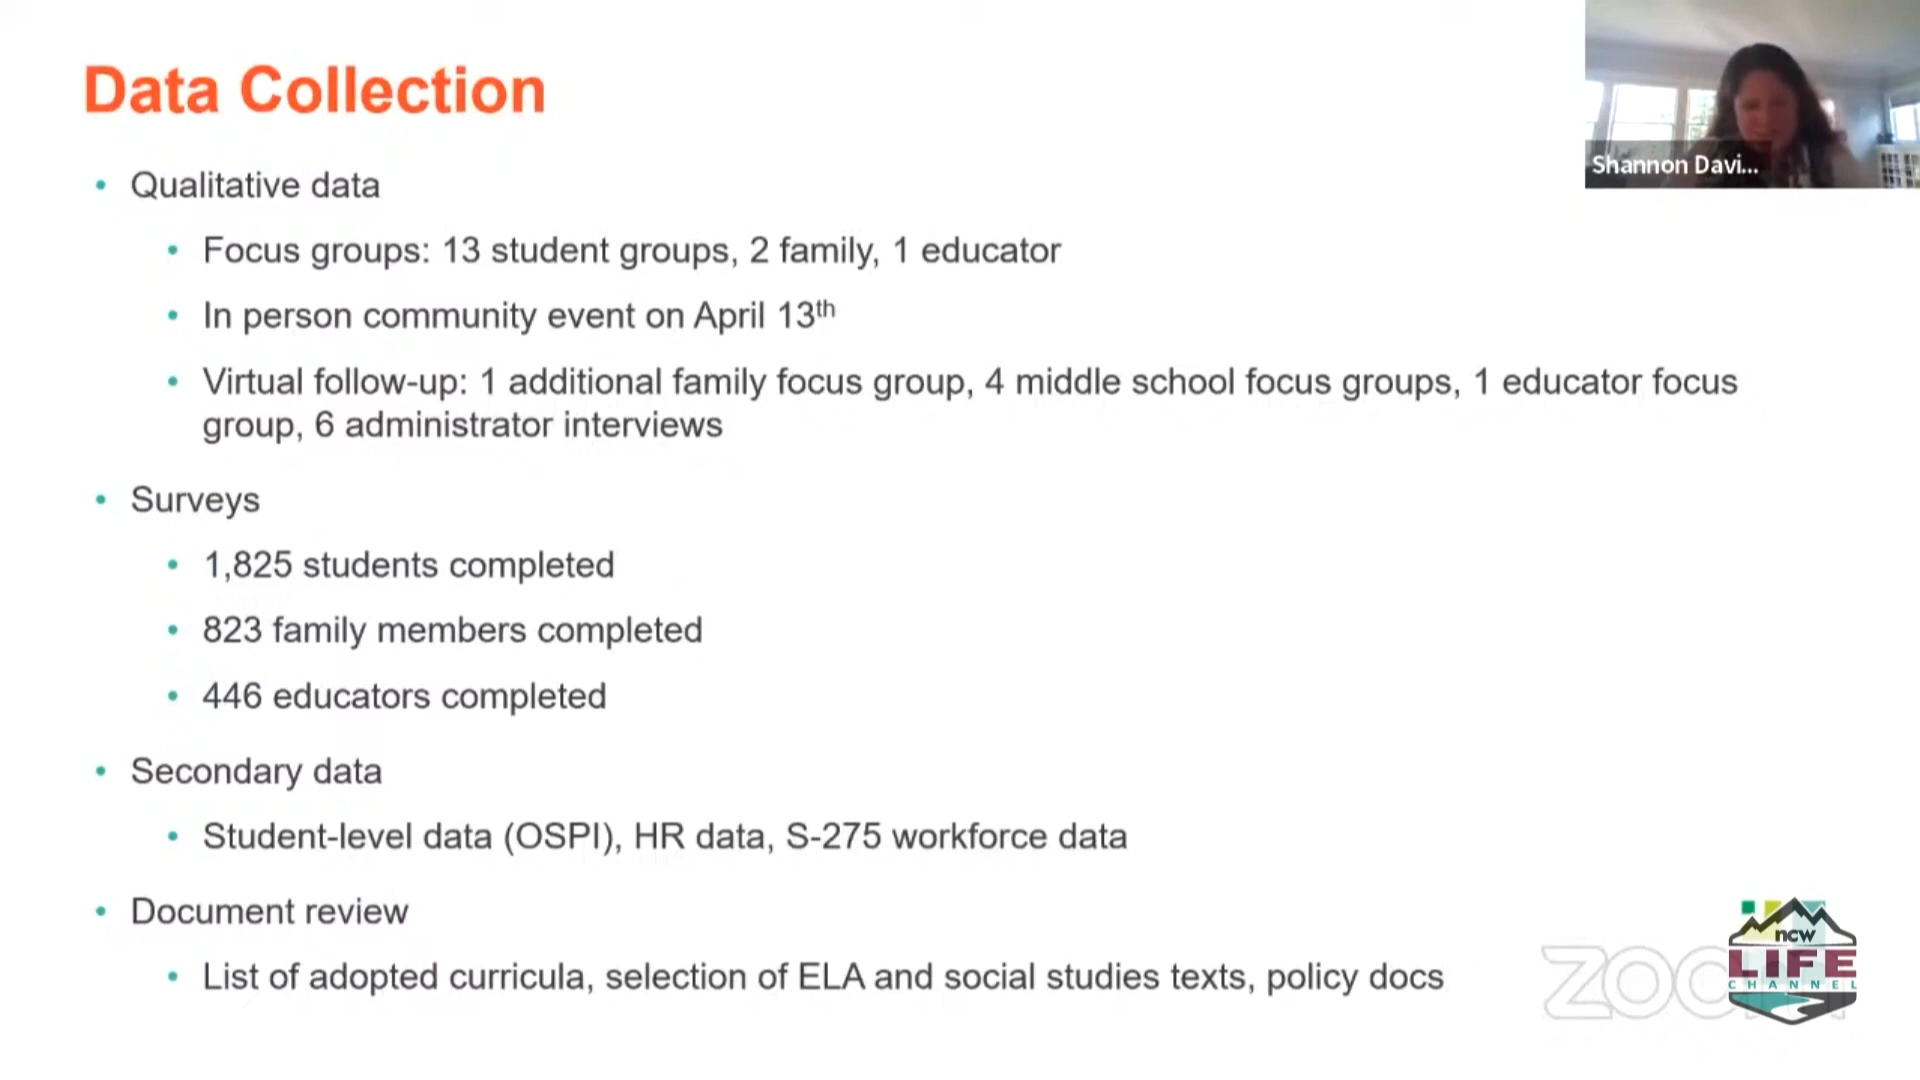 Data Collection
Shannon Davi...
• Qualitative data
• Focus groups: 13 student groups, 2 family, 1 educator
• In person community event on April 13th
• Virtual follow-up: 1 additional family focus group, 4 middle school focus groups, 1 educator focus
group, 6 administrator interviews
• Surveys
• 1,825 students completed
• 823 family members completed
• 446 educators completed
• Secondary data
• Student-level data (OSPI), HR data, S-275 workforce data
• Document review
• List of adopted curricula, selection of ELA and social studies texts, policy docs
ncw
LIFE
CHANNEL